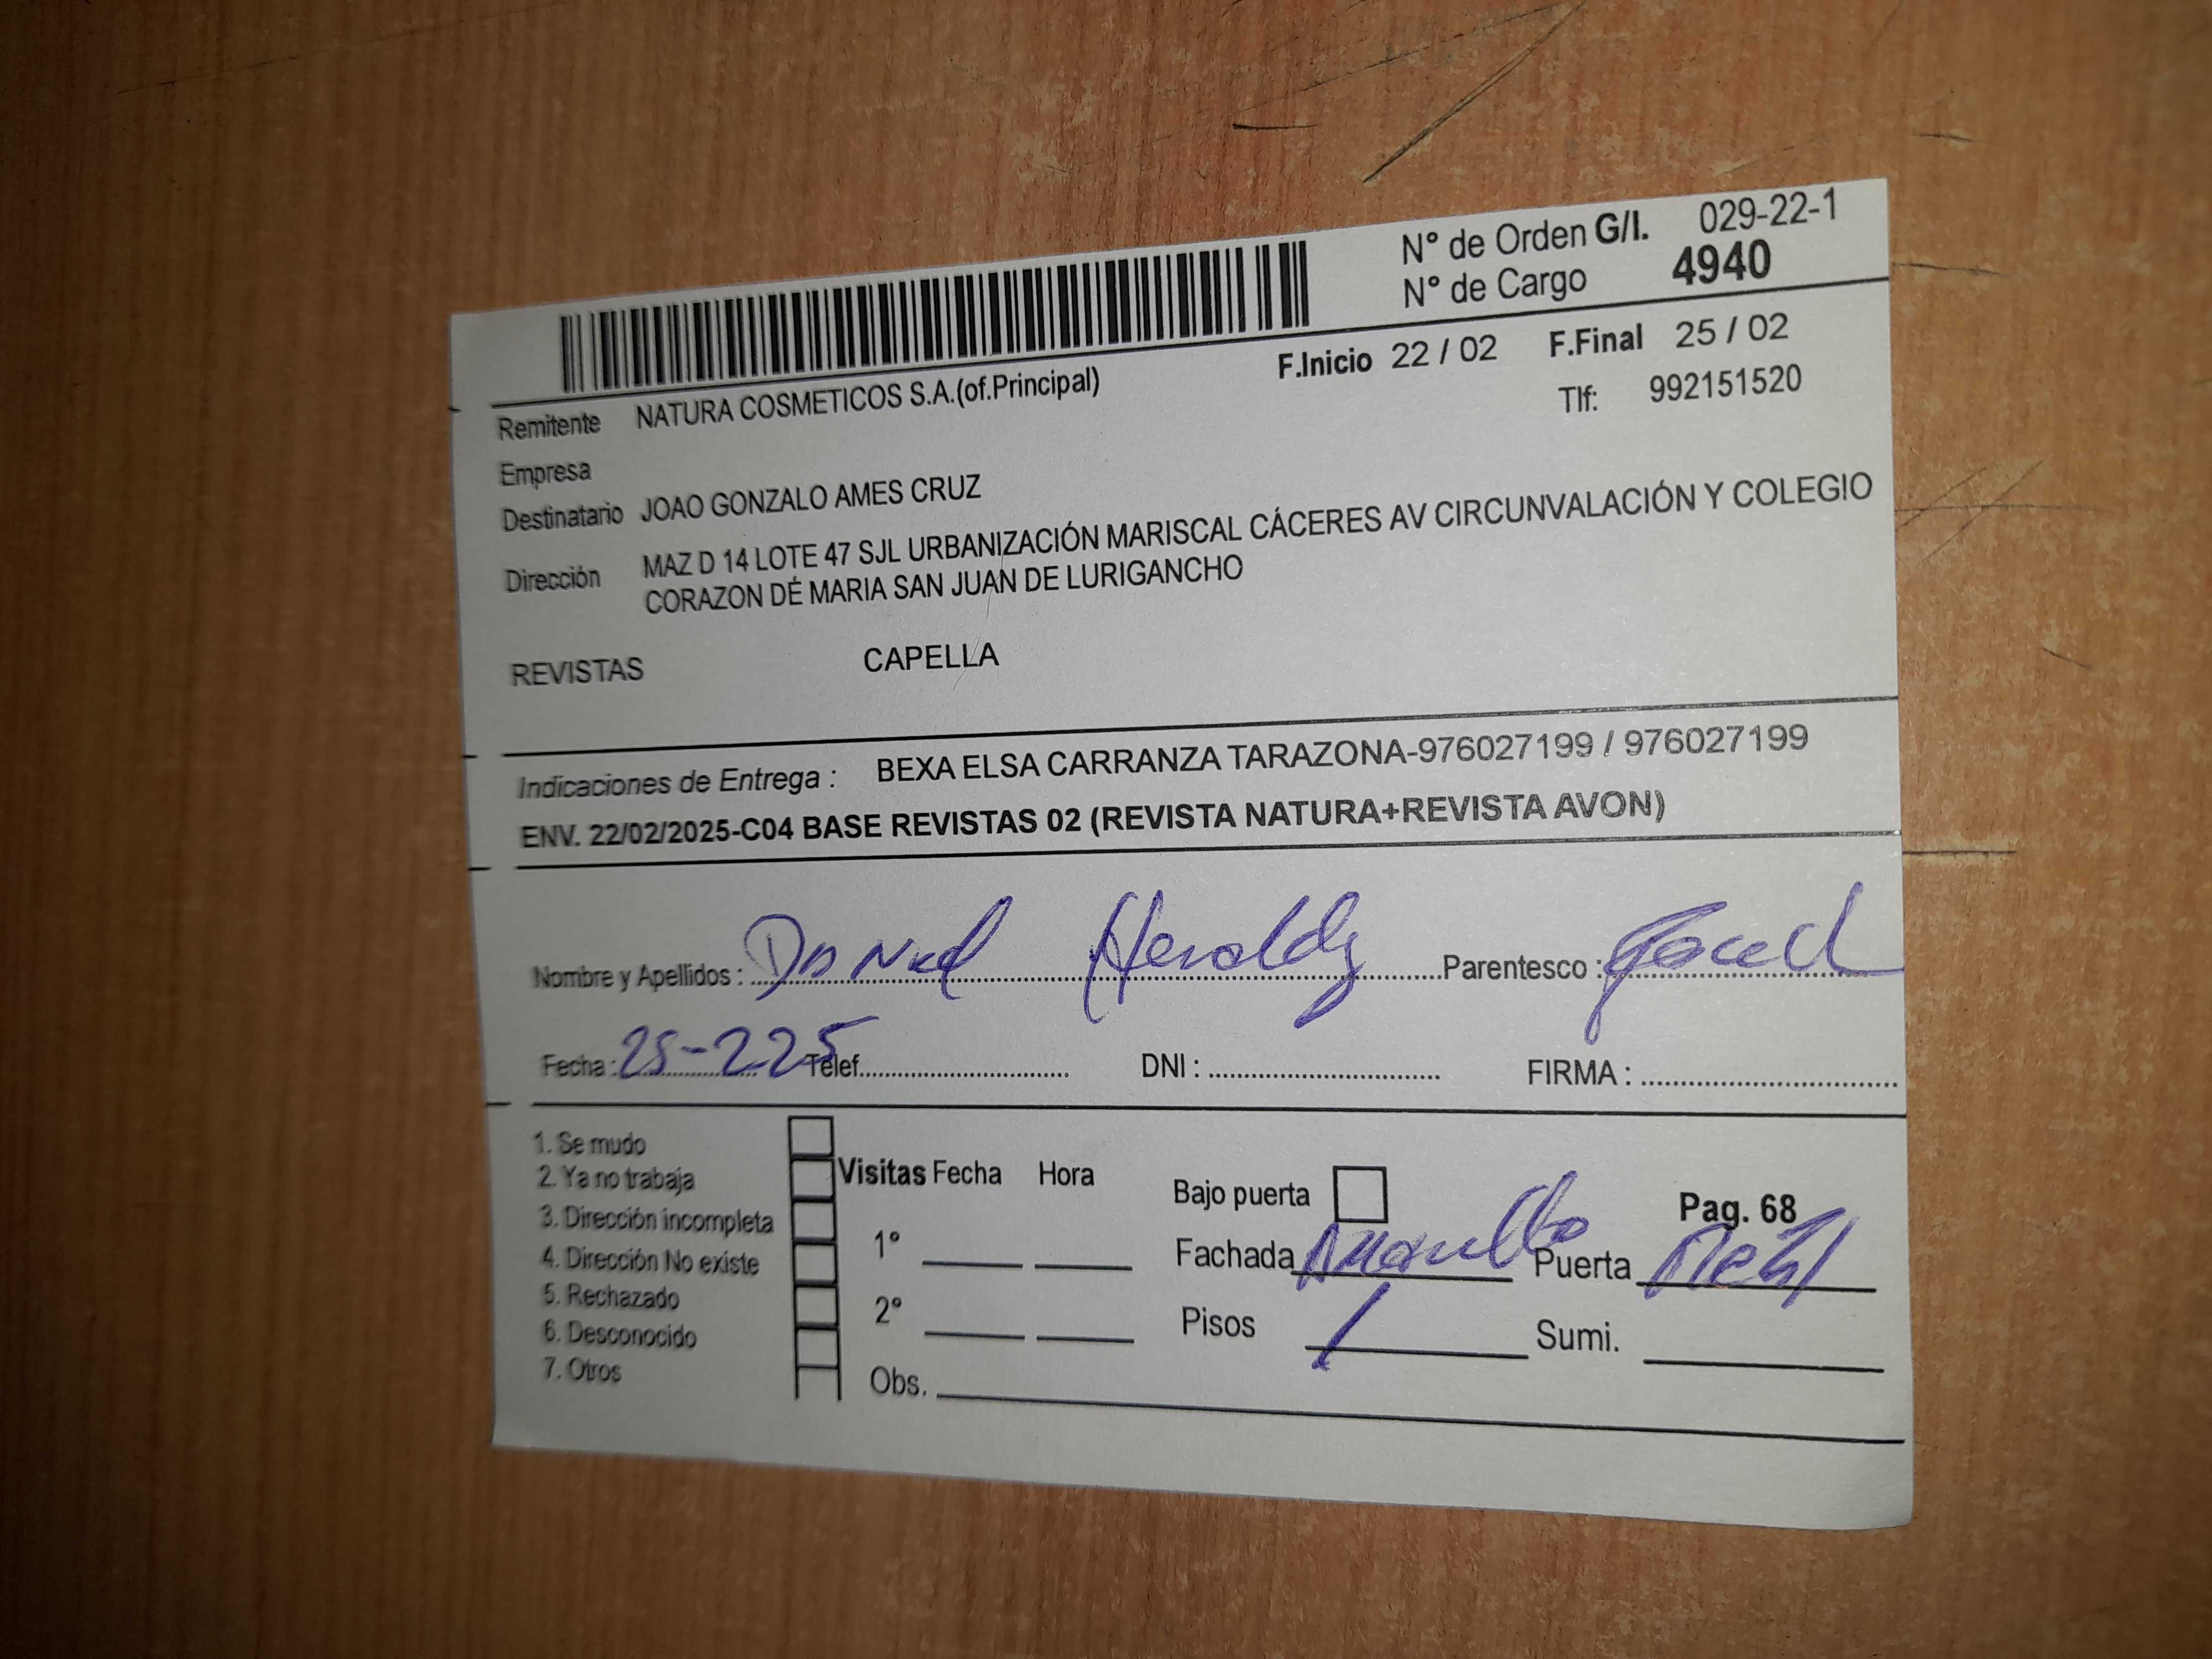 N° de Orden G/I. 029-22-1
N° de Cargo 4940
F.Inicio 22 / 02 F.Final 25 / 02
Remitente NATURA COSMETICOS S.A.(of.Principal)
Tlf: 992151520
Empresa
Destinatario JOAO GONZALO AMES CRUZ
Dirección MAZ D 14 LOTE 47 SJL URBANIZACIÓN MARISCAL CÁCERES AV CIRCUNVALACIÓN Y COLEGIO
CORAZON DÉ MARIA SAN JUAN DE LURIGANCHO
REVISTAS CAPELLA
Indicaciones de Entrega : BEXA ELSA CARRANZA TARAZONA-976027199 / 976027199
ENV. 22/02/2025-C04 BASE REVISTAS 02 (REVISTA NATURA+REVISTA AVON)
Nombre y Apellidos : Parentesco :
Fecha : 25-225 Telef. DNI : FIRMA :
1. Se mudo
2. Ya no trabaja
3. Dirección incompleta
4. Dirección No existe
5. Rechazado
6. Desconocido
7. Otros
Visitas Fecha Hora
1°
2°
Obs.
Bajo puerta Pag. 68
Fachada Amarillo Puerta
Pisos 1 Sumi.